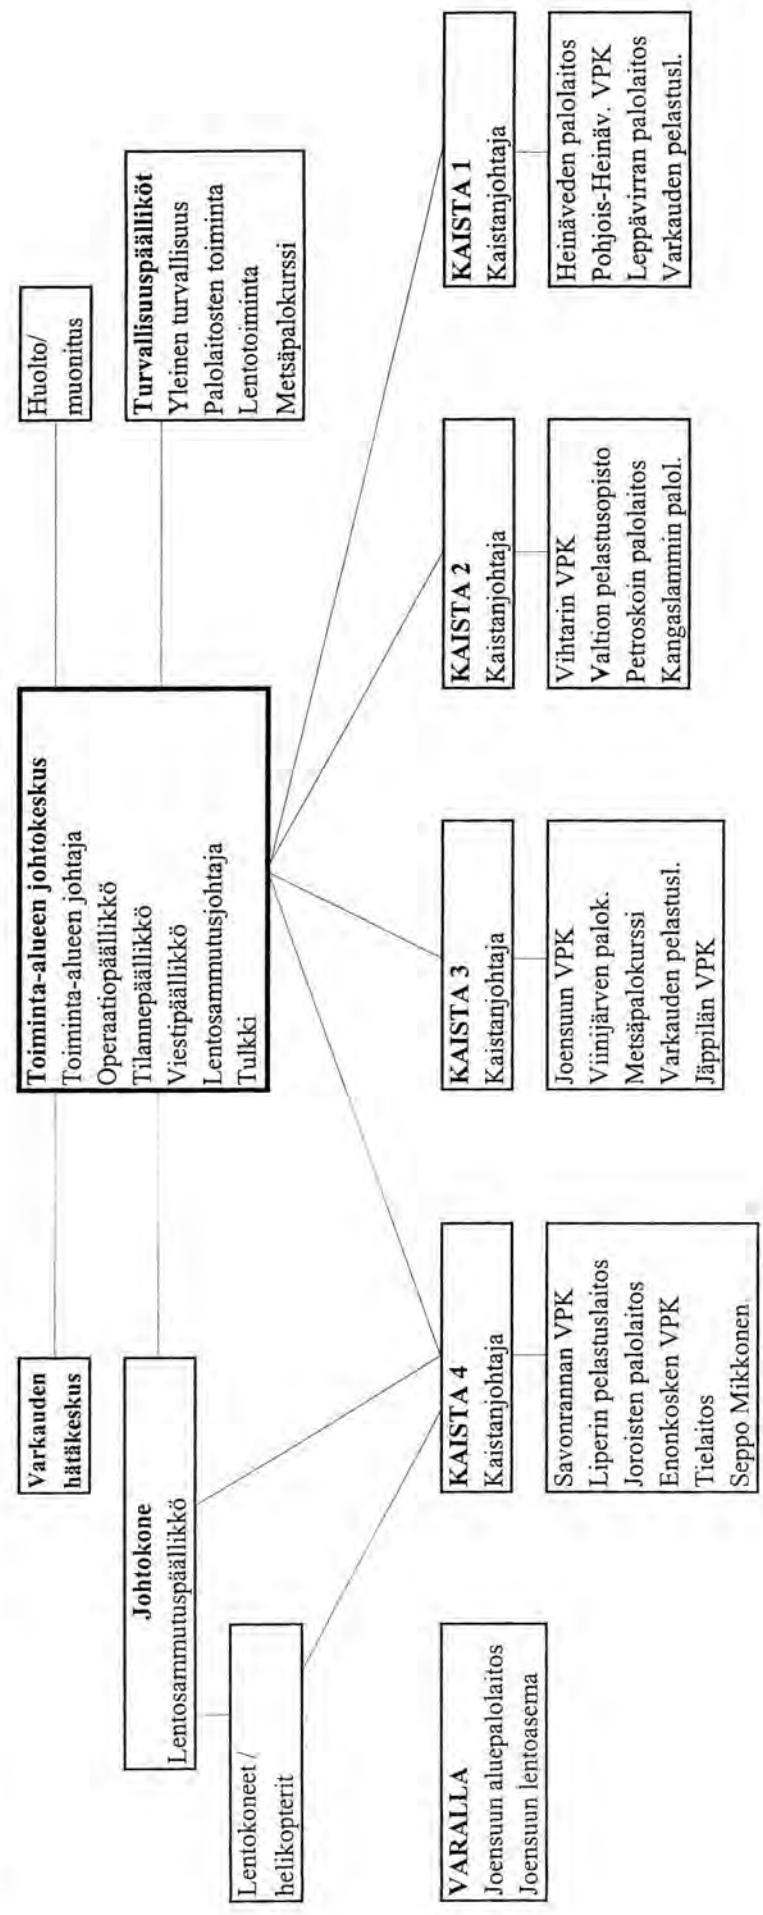 Varkauden
hätäkeskus
Toiminta-alueen johtokeskus
Toiminta-alueen johtaja
Operaatiopäällikkö
Tilannepäällikkö
Viestipäällikkö
Lentosammutusjohtaja
Tulkki
Huolto/
muonitus
Johtokone
Lentosammutuspäällikkö
Turvallisuuspäälliköt
Yleinen turvallisuus
Palolaitosten toiminta
Lentotoiminta
Metsäpalokurssi
Lentokoneet /
helikopterit
VARALLA
Joensuun aluepalolaitos
Joensuun lentoasema
KAISTA 4
Kaistanjohtaja
Savonrannan VPK
Liperin pelastuslaitos
Joroisten palolaitos
Enonkosken VPK
Tielaitos
Seppo Mikkonen
KAISTA 3
Kaistanjohtaja
Joensuun VPK
Viinijärven palok.
Metsäpalokurssi
Varkauden pelastusl.
Jäppilän VPK
KAISTA 2
Kaistanjohtaja
Vihtarin VPK
Valtion pelastusopisto
Petroskoin palolaitos
Kangaslammin palol.
KAISTA 1
Kaistanjohtaja
Heinäveden palolaitos
Pohjois-Heinäv. VPK
Leppävirran palolaitos
Varkauden pelastusl.